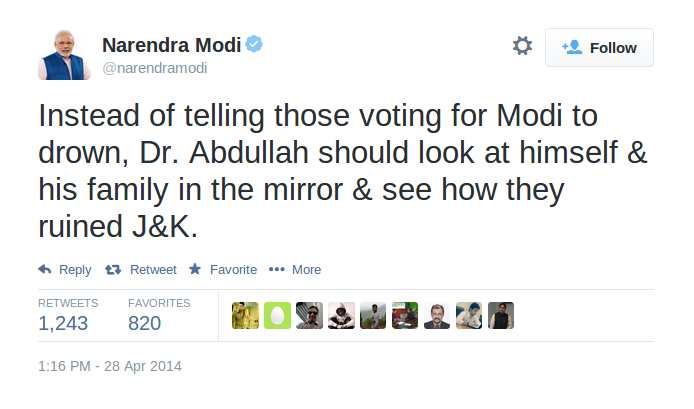 Narendra Modi
@narendramodi
Follow
Instead of telling those voting for Modi to
drown, Dr. Abdullah should look at himself &
his family in the mirror & see how they
ruined J&K.
Reply Retweet Favorite More
RETWEETS FAVORITES
1,243 820
1:16 PM - 28 Apr 2014